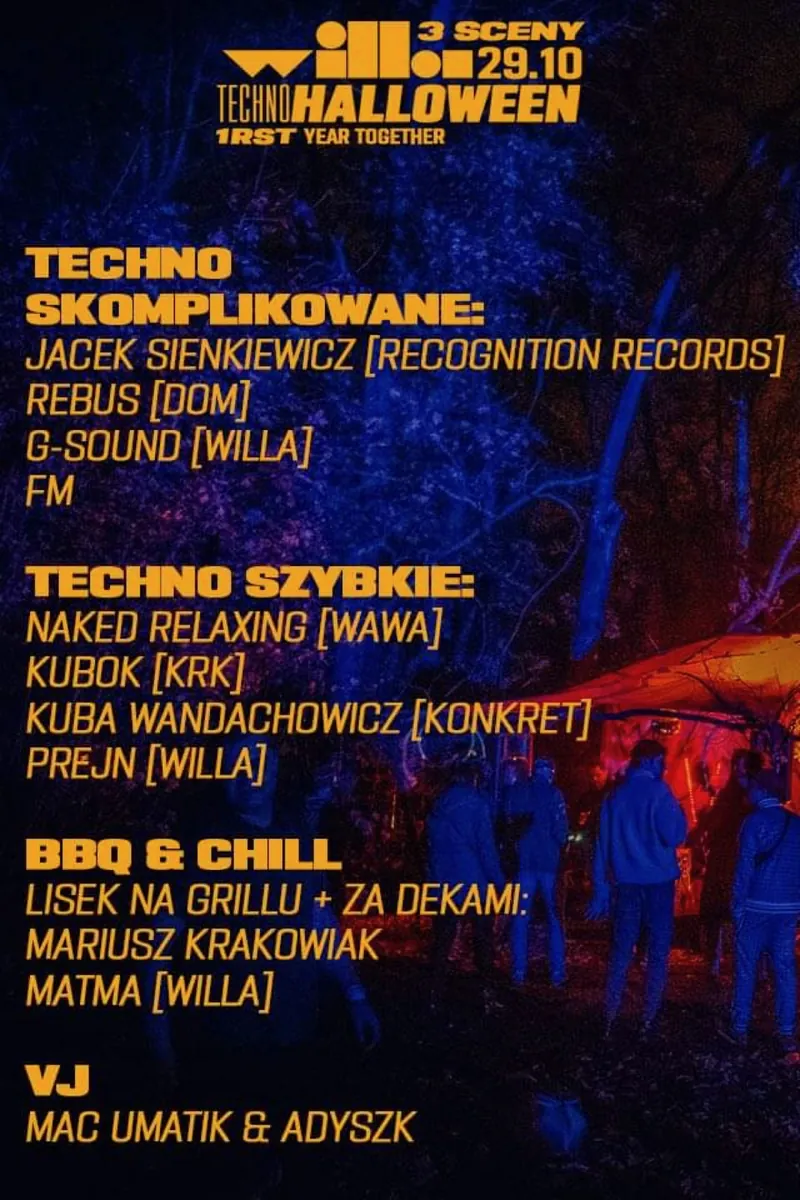 willa 3 SCENY
29.10
TECHNO HALLOWEEN
1RST YEAR TOGETHER
TECHNO
SKOMPLIKOWANE:
JACEK SIENKIEWICZ [RECOGNITION RECORDS]
REBUS [DOM]
G-SOUND [WILLA]
FM
TECHNO SZYBKIE:
NAKED RELAXING [WAWA]
KUBOK [KRK]
KUBA WANDACHOWICZ [KONKRET]
PREJN [WILLA]
BBQ & CHILL
LISEK NA GRILLU + ZA DEKAMI:
MARIUSZ KRAKOWIAK
MATMA [WILLA]
VJ
MAC UMATIK & ADYSZK